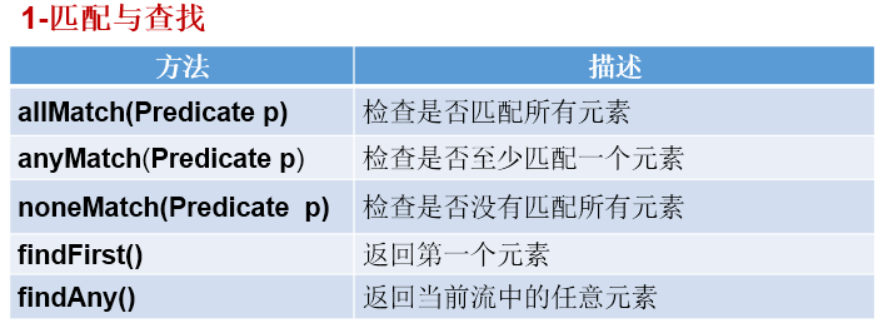 1-匹配与查找
方法 描述
allMatch(Predicate p) 检查是否匹配所有元素
anyMatch(Predicate p) 检查是否至少匹配一个元素
noneMatch(Predicate  p) 检查是否没有匹配所有元素
findFirst() 返回第一个元素
findAny() 返回当前流中的任意元素